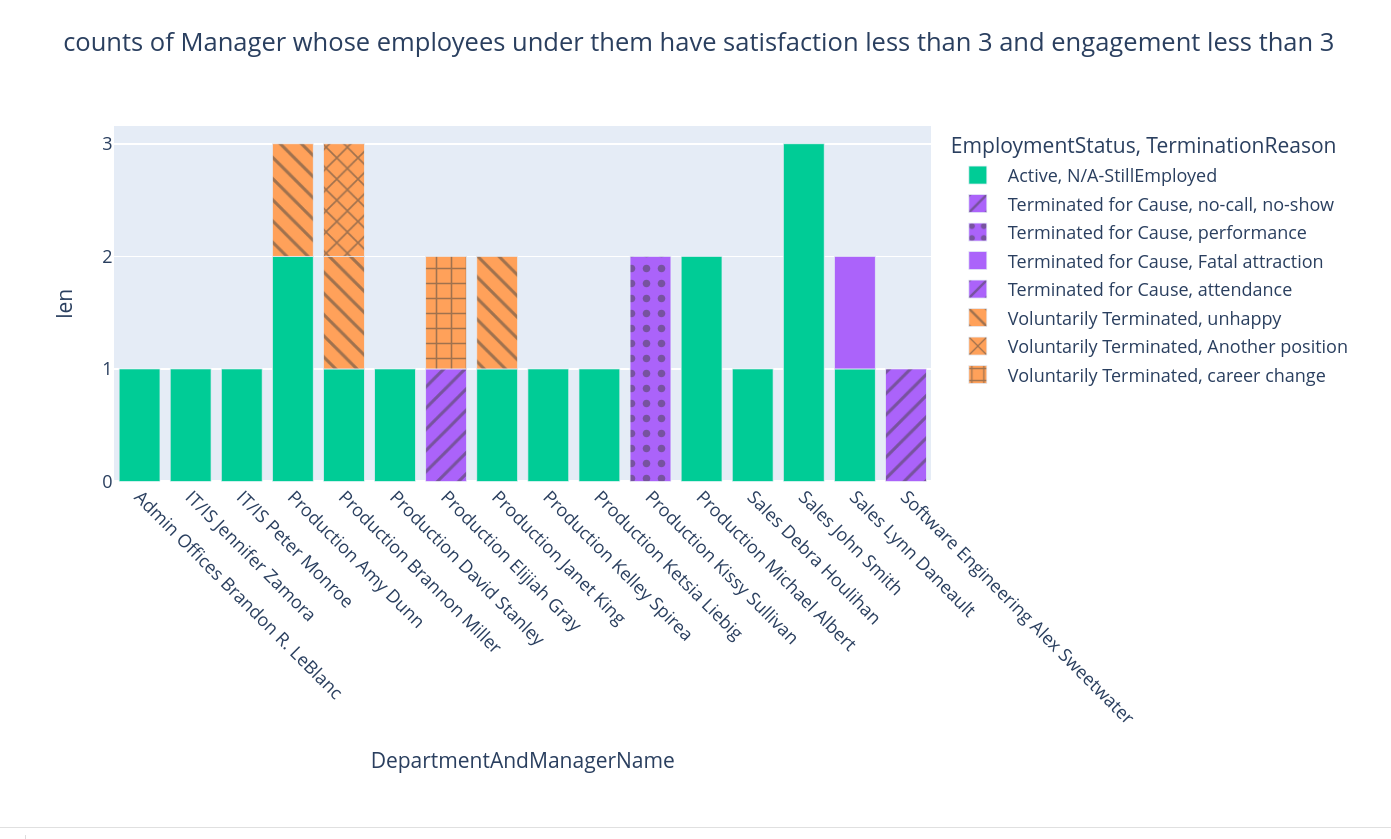 counts of Manager whose employees under them have satisfaction less than 3 and engagement less than 3
len
3
2
1
0
EmploymentStatus, TerminationReason
Active, N/A-StillEmployed
Terminated for Cause, no-call, no-show
Terminated for Cause, performance
Terminated for Cause, Fatal attraction
Terminated for Cause, attendance
Voluntarily Terminated, unhappy
Voluntarily Terminated, Another position
Voluntarily Terminated, career change
Admin Offices Brandon R. LeBlanc
IT/IS Jennifer Zamora
IT/IS Peter Monroe
Production Amy Dunn
Production Brannon Miller
Production David Stanley
Production Elijiah Gray
Production Janet King
Production Kelley Spirea
Production Ketsia Liebig
Production Kissy Sullivan
Production Michael Albert
Sales Debra Houlihan
Sales John Smith
Sales Lynn Daneault
Software Engineering Alex Sweetwater
DepartmentAndManagerName